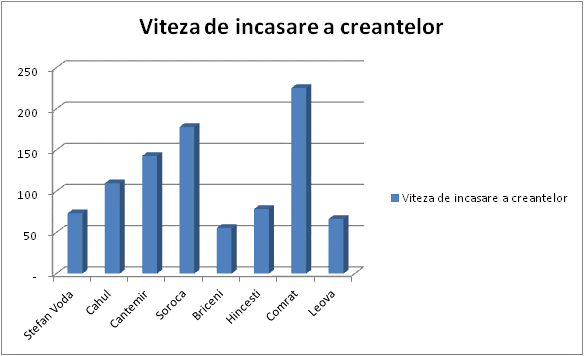 Viteza de incasare a creantelor
250
200
150
100
50
-
Stefan Voda
Cahul
Cantemir
Soroca
Briceni
Hincesti
Comrat
Leova
Viteza de incasare a creantelor